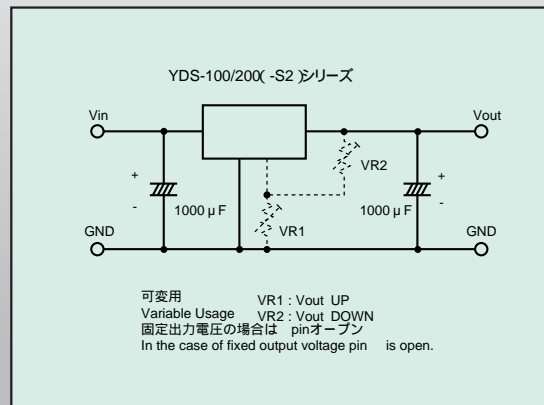 YDS-100/200( -S2 )シリーズ
Vin
Vout
+
-
1000 μ F
VR2
+
-
1000 μ F
GND
VR1
GND
可変用
VR1 : Vout UP
Variable Usage
VR2 : Vout DOWN
固定出力電圧の場合は pinオープン
In the case of fixed output voltage pin is open.